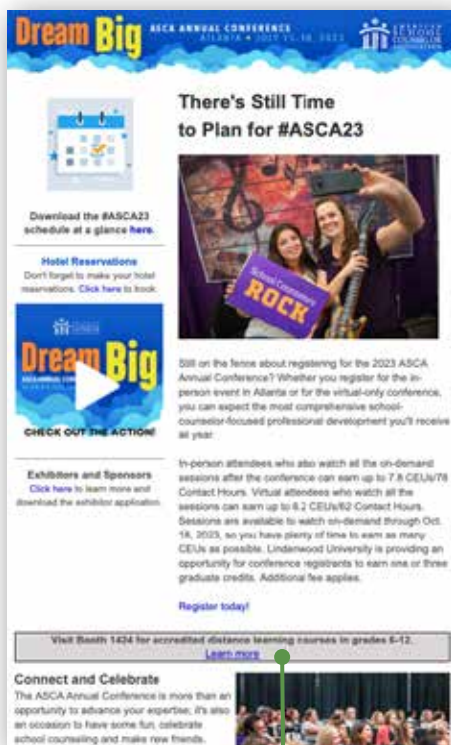 Dream Big
ASCA ANNUAL CONFERENCE
ATLANTA • JULY 15-18, 2023
AMERICAN
SCHOOL
COUNSELOR
ASSOCIATION
There's Still Time
to Plan for #ASCA23
Download the #ASCA23
schedule at a glance here.
Hotel Reservations
Don't forget to make your hotel
reservations. Click here to book.
Dream Big
ASCA ANNUAL
CHECK OUT THE ACTION!
Exhibitors and Sponsors
Click here to learn more and
download the exhibitor application.
School Counselors
ROCK
Still on the fence about registering for the 2023 ASCA
Annual Conference? Whether you register for the in-
person event in Atlanta or for the virtual-only conference,
you can expect the most comprehensive school-
counselor-focused professional development you'll receive
all year.
In-person attendees who also watch all the on-demand
sessions after the conference can earn up to 7.8 CEUs/78
Contact Hours. Virtual attendees who watch all the
sessions can earn up to 6.2 CEUs/62 Contact Hours.
Sessions are available to watch on-demand through Oct.
2023, so you have plenty of time to earn as many
CEUs as possible. Lindenwood University is providing an
opportunity for conference registrants to earn one or three
graduate credits. Additional fee applies.
Register today!
Visit Booth 1424 for accredited distance learning courses in grades 6-12.
Learn more
Connect and Celebrate
The ASCA Annual Conference is more than an
opportunity to advance your expertise; it's also
an occasion to have some fun, celebrate
school counseling and make new friends.